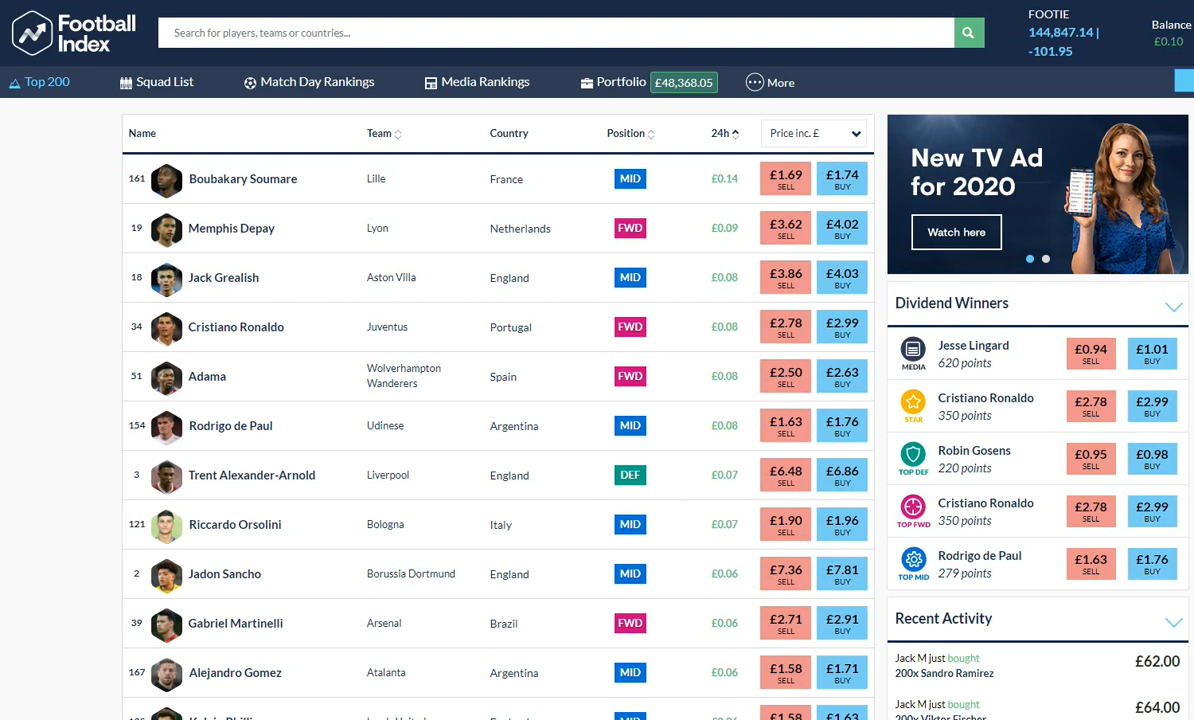 Football
Index
Search for players, teams or countries...
FOOTIE
144,847.14 |
-101.95
Balance
£0.10
Top 200
Squad List
Match Day Rankings
Media Rankings
Portfolio £48,368.05
More
Name Team Country Position 24h Price inc. £
161 Boubakary Soumare Lille France MID £0.14 £1.69 SELL £1.74 BUY
19 Memphis Depay Lyon Netherlands FWD £0.09 £3.62 SELL £4.02 BUY
18 Jack Grealish Aston Villa England MID £0.08 £3.86 SELL £4.03 BUY
34 Cristiano Ronaldo Juventus Portugal FWD £0.08 £2.78 SELL £2.99 BUY
51 Adama Wolverhampton Wanderers Spain FWD £0.08 £2.50 SELL £2.63 BUY
154 Rodrigo de Paul Udinese Argentina MID £0.08 £1.63 SELL £1.76 BUY
3 Trent Alexander-Arnold Liverpool England DEF £0.07 £6.48 SELL £6.86 BUY
121 Riccardo Orsolini Bologna Italy MID £0.07 £1.90 SELL £1.96 BUY
2 Jadon Sancho Borussia Dortmund England MID £0.06 £7.36 SELL £7.81 BUY
39 Gabriel Martinelli Arsenal Brazil FWD £0.06 £2.71 SELL £2.91 BUY
167 Alejandro Gomez Atalanta Argentina MID £0.06 £1.58 SELL £1.71 BUY
£1.58 £1.63
New TV Ad
for 2020
Watch here
Dividend Winners
MEDIA Jesse Lingard 620 points £0.94 SELL £1.01 BUY
STAR Cristiano Ronaldo 350 points £2.78 SELL £2.99 BUY
TOP DEF Robin Gosens 220 points £0.95 SELL £0.98 BUY
TOP FWD Cristiano Ronaldo 350 points £2.78 SELL £2.99 BUY
TOP MID Rodrigo de Paul 279 points £1.63 SELL £1.76 BUY
Recent Activity
Jack M just bought
200x Sandro Ramirez
£62.00
Jack M just bought
200x Viktor Fischer
£64.00